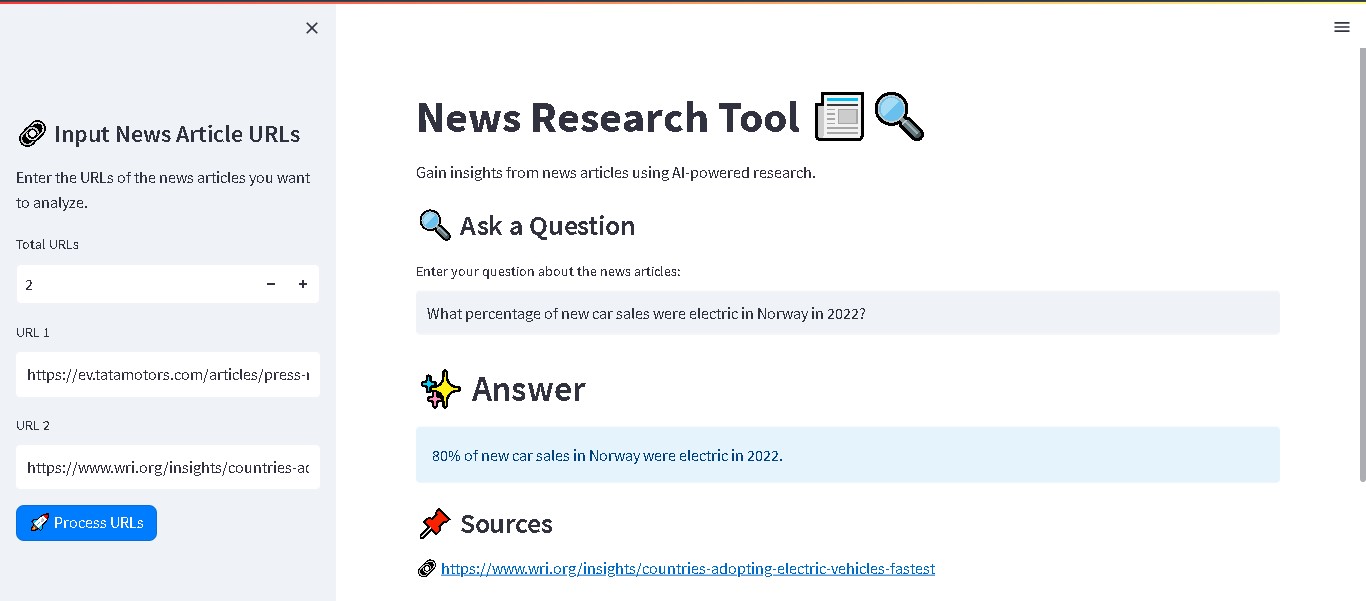 Input News Article URLs
Enter the URLs of the news articles you want
to analyze.
Total URLs
2
URL 1
https://ev.tatamotors.com/articles/press-
URL 2
https://www.wri.org/insights/countries-ad
Process URLs
News Research Tool
Gain insights from news articles using AI-powered research.
Ask a Question
Enter your question about the news articles:
What percentage of new car sales were electric in Norway in 2022?
Answer
80% of new car sales in Norway were electric in 2022.
Sources
https://www.wri.org/insights/countries-adopting-electric-vehicles-fastest